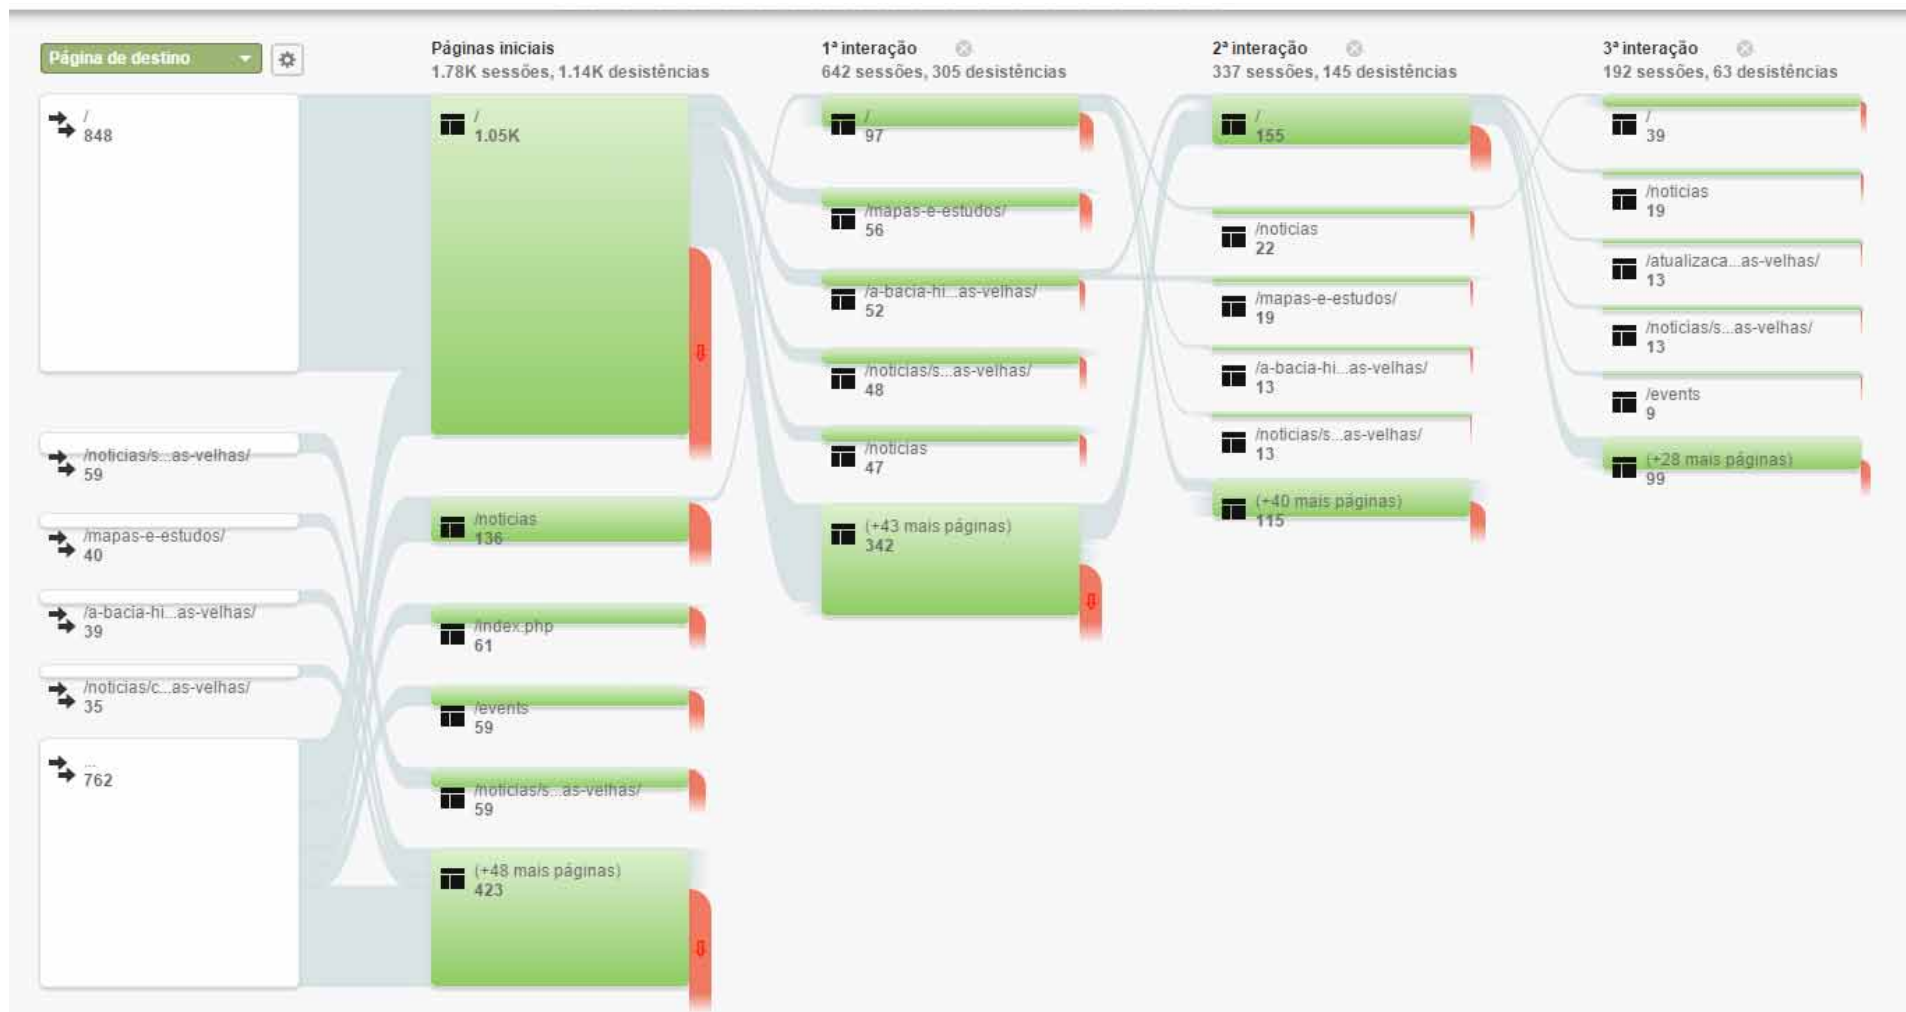 Página de destino
/
848
/noticias/s...as-velhas/
59
/mapas-e-estudos/
40
/a-bacia-hi...as-velhas/
39
/noticias/c...as-velhas/
35
...
762
Páginas iniciais
1.78K sessões, 1.14K desistências
/
1.05K
/noticias
136
/index.php
61
/events
59
/noticias/s...as-velhas/
59
(+48 mais páginas)
423
1ª interação
642 sessões, 305 desistências
/
97
/mapas-e-estudos/
56
/a-bacia-hi...as-velhas/
52
/noticias/s...as-velhas/
48
/noticias
47
(+43 mais páginas)
342
2ª interação
337 sessões, 145 desistências
/
155
/noticias
22
/mapas-e-estudos/
19
/a-bacia-hi...as-velhas/
13
/noticias/s...as-velhas/
13
(+40 mais páginas)
115
3ª interação
192 sessões, 63 desistências
/
39
/noticias
19
/atualizaca...as-velhas/
13
/noticias/s...as-velhas/
13
/events
9
(+28 mais páginas)
99